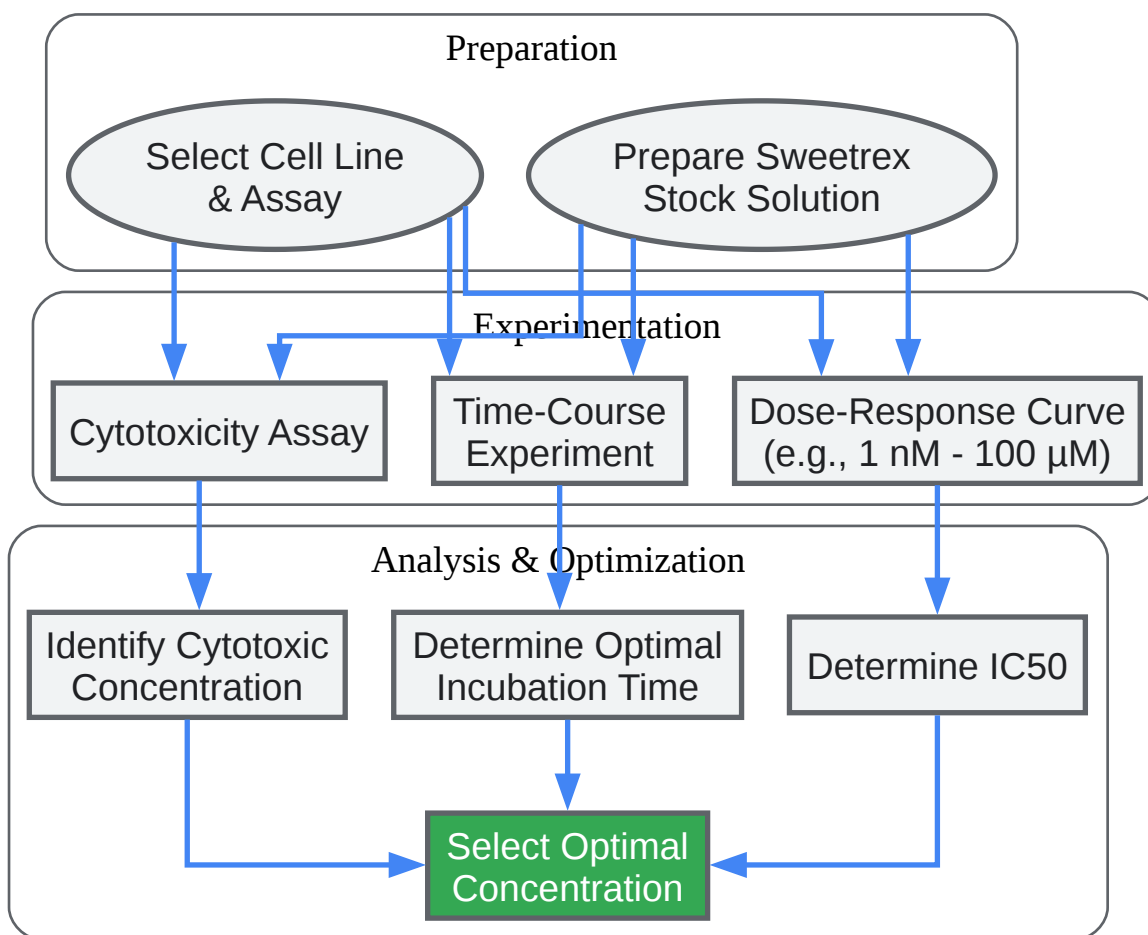 Preparation
Select Cell Line
& Assay
Prepare Sweetrex
Stock Solution
Experimentation
Cytotoxicity Assay
Time-Course
Experiment
Dose-Response Curve
(e.g., 1 nM - 100 µM)
Analysis & Optimization
Identify Cytotoxic
Concentration
Determine Optimal
Incubation Time
Determine IC50
Select Optimal
Concentration